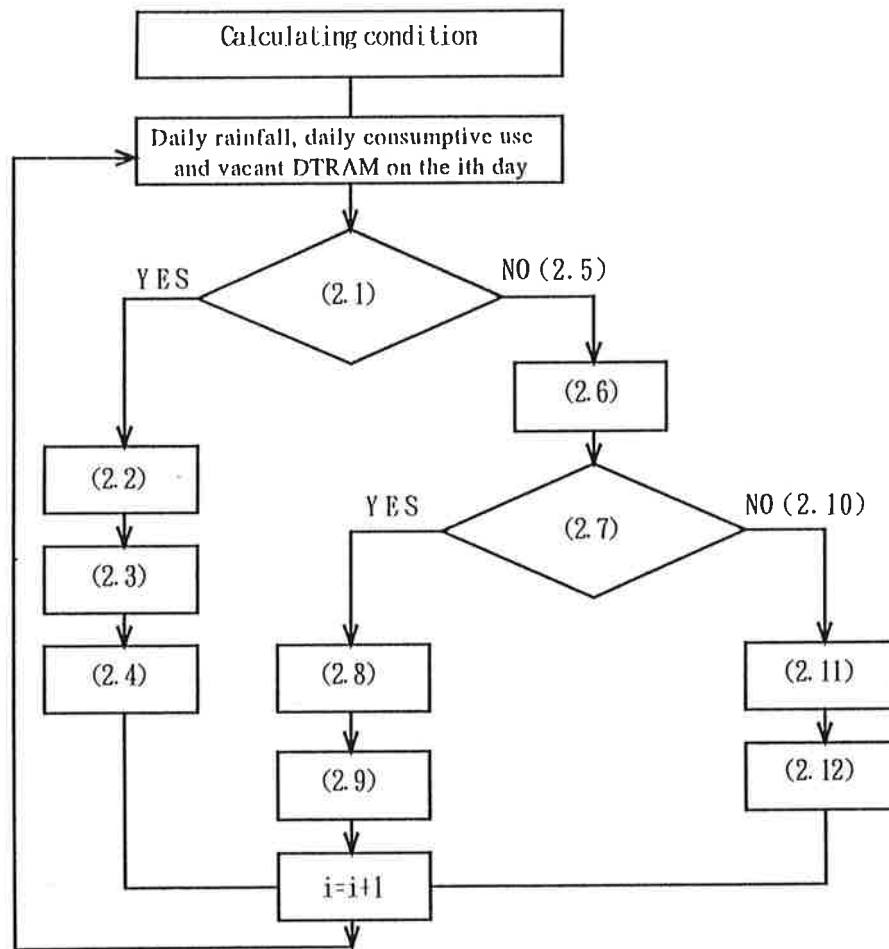 Calculating condition
Daily rainfall, daily consumptive use
and vacant DTRAM on the ith day
YES
(2.1)
NO (2.5)
(2.6)
(2.2)
YES
(2.7)
NO (2.10)
(2.3)
(2.4)
(2.8)
(2.11)
(2.9)
(2.12)
i=i+1